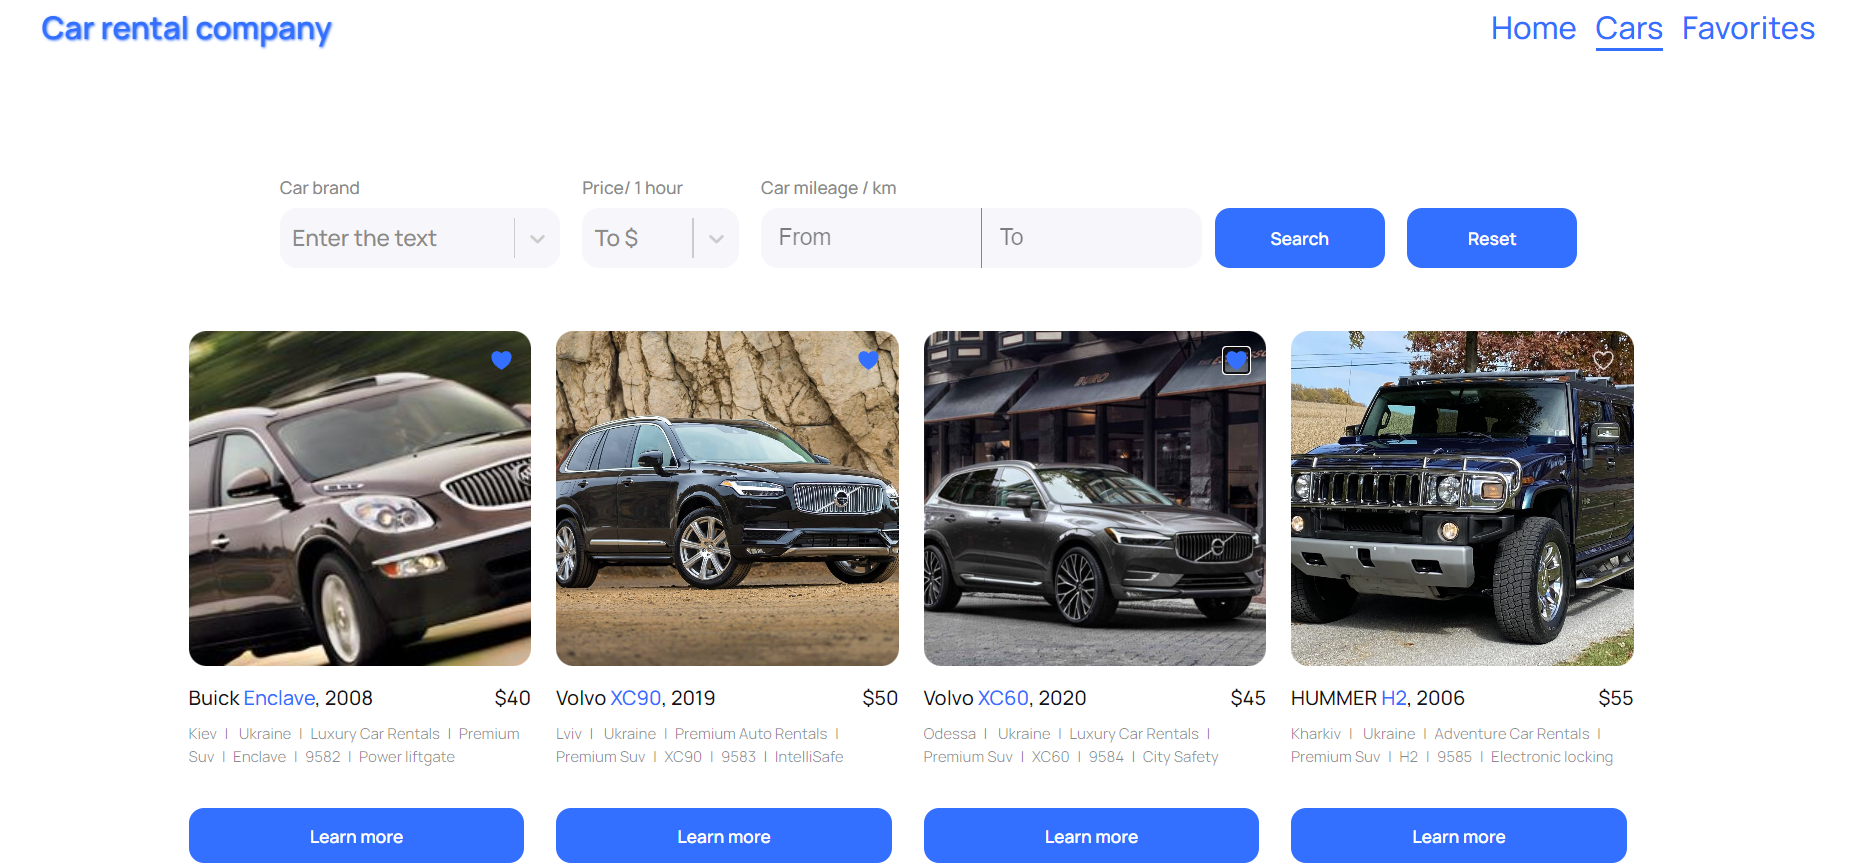 Car rental company
Home Cars Favorites
Car brand
Price/ 1 hour
Car mileage / km
Enter the text
To $
From
To
Search
Reset
BURO
Buick Enclave, 2008
$40
Kiev | Ukraine | Luxury Car Rentals | Premium
Suv | Enclave | 9582 | Power liftgate
Learn more
Volvo XC90, 2019
$50
Lviv | Ukraine | Premium Auto Rentals |
Premium Suv | XC90 | 9583 | IntelliSafe
Learn more
Volvo XC60, 2020
$45
Odessa | Ukraine | Luxury Car Rentals |
Premium Suv | XC60 | 9584 | City Safety
Learn more
HUMMER H2, 2006
$55
Kharkiv | Ukraine | Adventure Car Rentals |
Premium Suv | H2 | 9585 | Electronic locking
Learn more